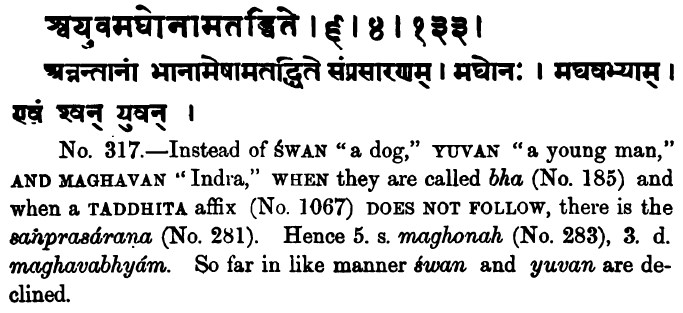 श्वयुवमघोनामतद्धिते । ६ । ४ । १३३ ।
अन्नन्तानां भानामेषामतद्धिते संप्रसारणम् । मघोनः । मघवभ्याम् ।
एवं श्वन् युवन् ।
No. 317.—Instead of ŚWAN “a dog,” YUVAN “a young man,”
AND MAGHAVAN “Indra,” WHEN they are called bha (No. 185) and
when a TADDHITA affix (No. 1067) DOES NOT FOLLOW, there is the
sañprasáraṇa (No. 281). Hence 5. s. maghonah (No. 283), 3. d.
maghavabhyám. So far in like manner śwan and yuvan are de-
clined.